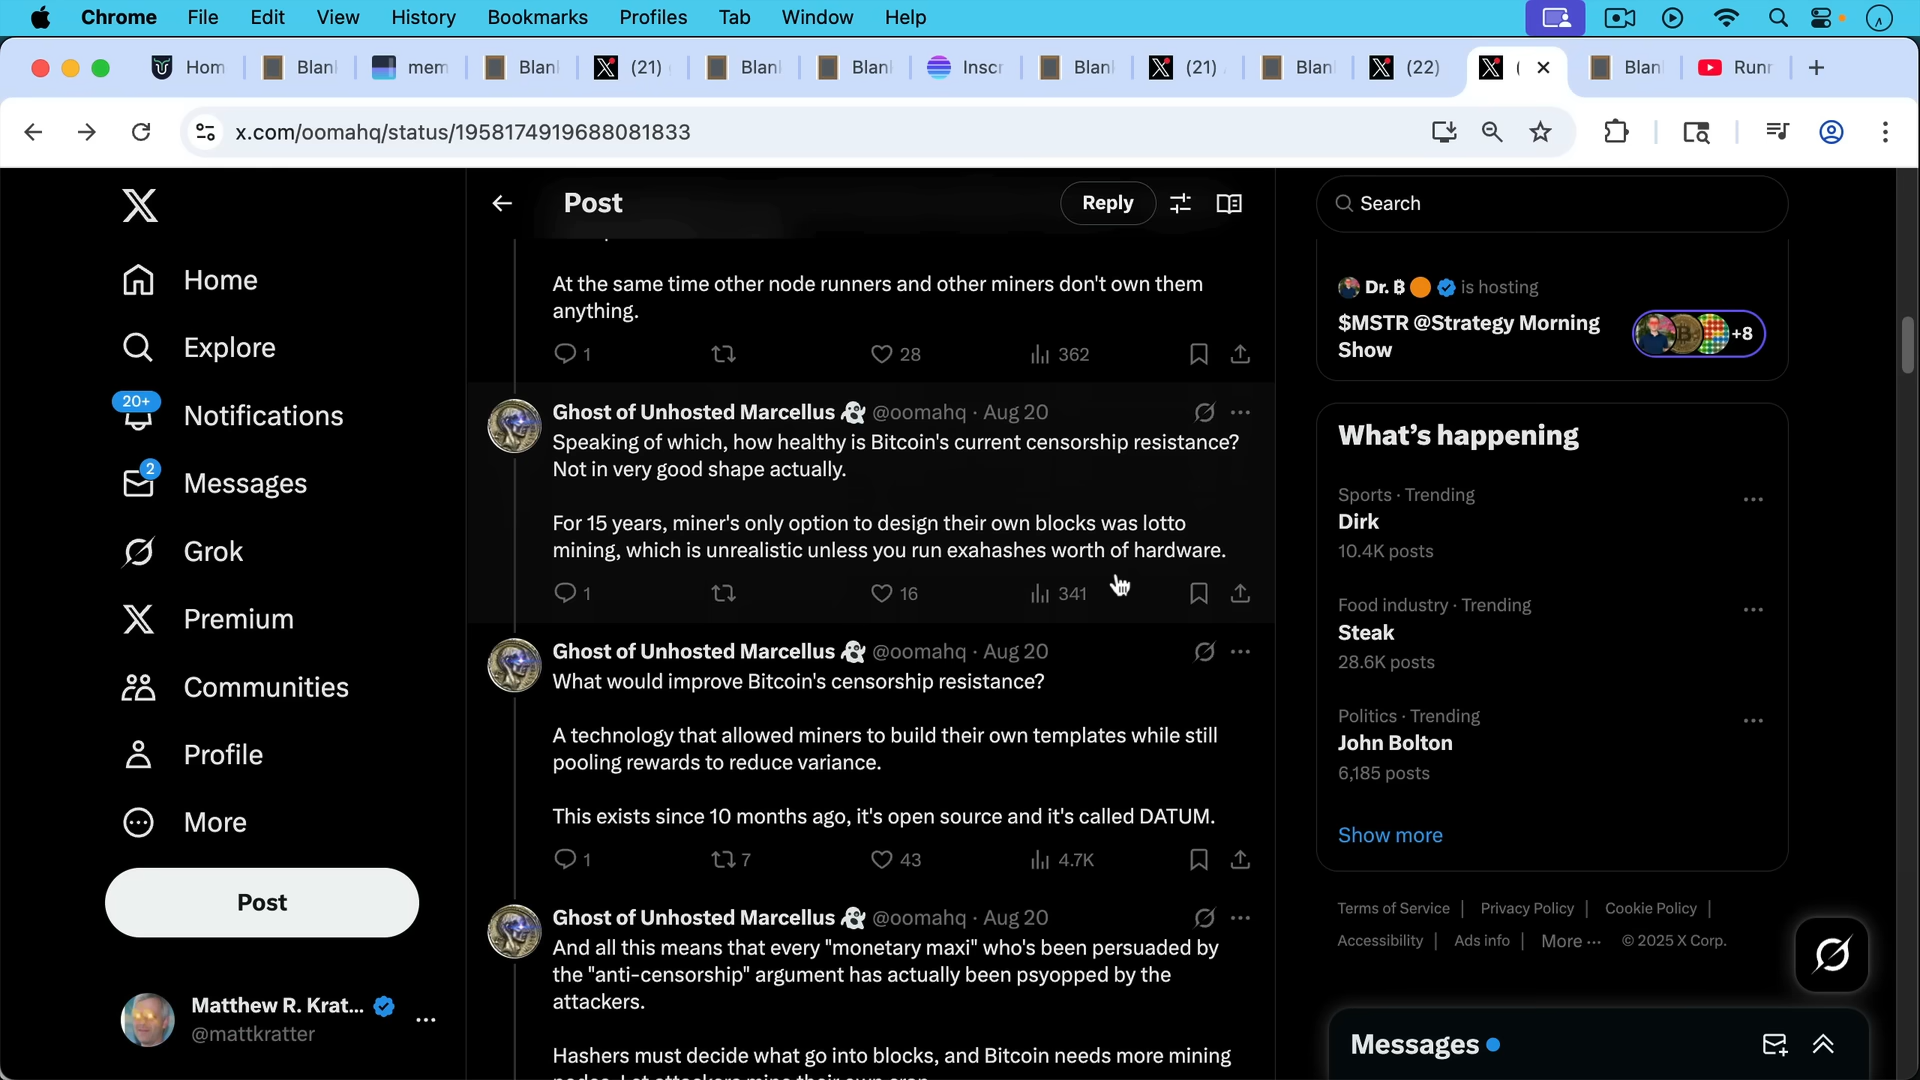 Chrome File Edit View History Bookmarks Profiles Tab Window Help
Hom Blan mem Blan (21) Blan Blan Inscr Blan (21) Blan (22) ( Blan Runr
x.com/oomahq/status/1958174919688081833
Post
Reply
Search
Home
Explore
20+
Notifications
2
Messages
Grok
Premium
Communities
Profile
More
Post
Matthew R. Krat...
@mattkratter
At the same time other node runners and other miners don't own them
anything.
1 28 362
Ghost of Unhosted Marcellus @oomahq · Aug 20
Speaking of which, how healthy is Bitcoin's current censorship resistance?
Not in very good shape actually.
For 15 years, miner's only option to design their own blocks was lotto
mining, which is unrealistic unless you run exahashes worth of hardware.
1 16 341
Ghost of Unhosted Marcellus @oomahq · Aug 20
What would improve Bitcoin's censorship resistance?
A technology that allowed miners to build their own templates while still
pooling rewards to reduce variance.
This exists since 10 months ago, it's open source and it's called DATUM.
1 7 43 4.7K
Ghost of Unhosted Marcellus @oomahq · Aug 20
And all this means that every "monetary maxi" who's been persuaded by
the "anti-censorship" argument has actually been psyopped by the
attackers.
Hashers must decide what go into blocks, and Bitcoin needs more mining
Dr. ₿ is hosting
$MSTR @Strategy Morning
Show
+8
What's happening
Sports · Trending
Dirk
10.4K posts
Food industry · Trending
Steak
28.6K posts
Politics · Trending
John Bolton
6,185 posts
Show more
Terms of Service | Privacy Policy | Cookie Policy |
Accessibility | Ads info | More ··· © 2025 X Corp.
Messages